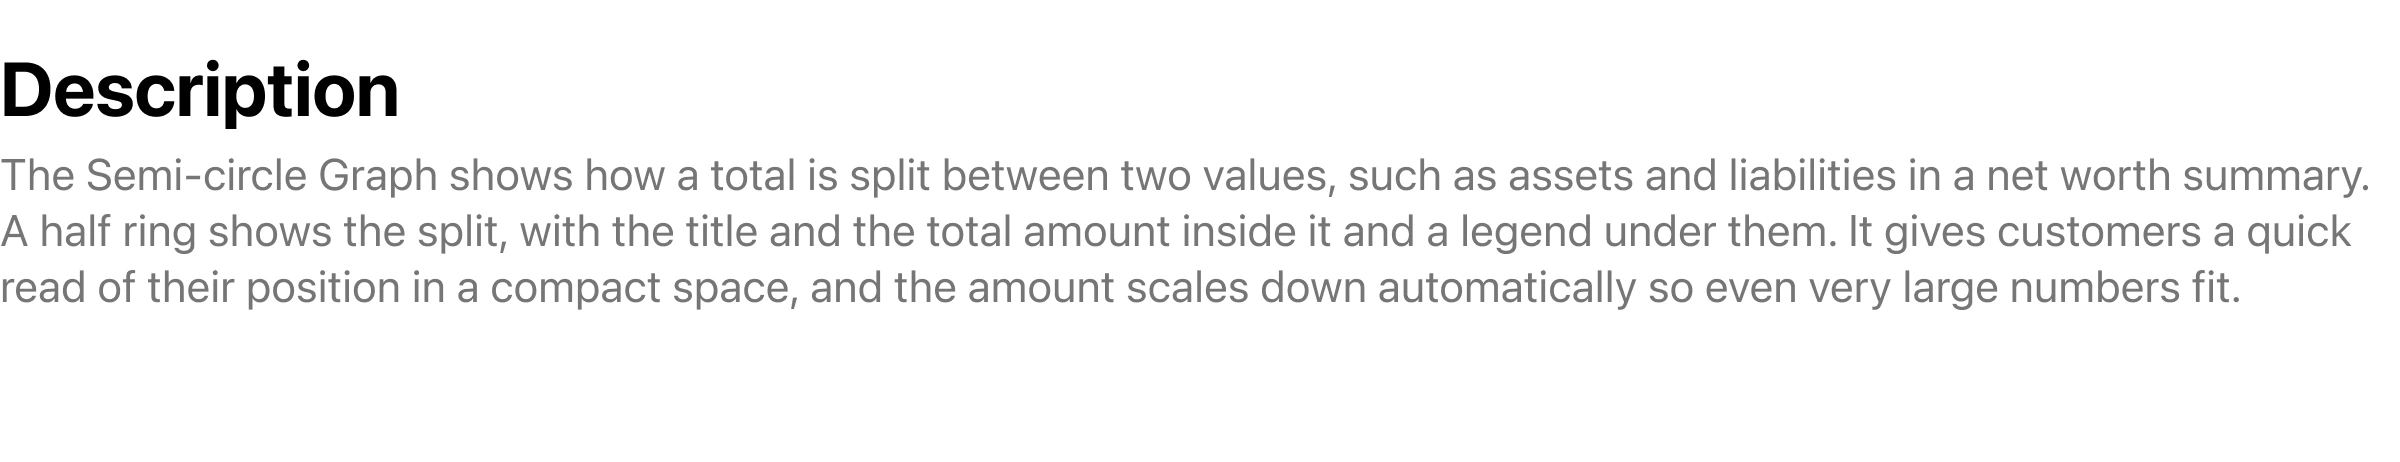 Description
The Semi-circle Graph shows how a total is split between two values, such as assets and liabilities in a net worth summary.
A half ring shows the split, with the title and the total amount inside it and a legend under them. It gives customers a quick
read of their position in a compact space, and the amount scales down automatically so even very large numbers fit.